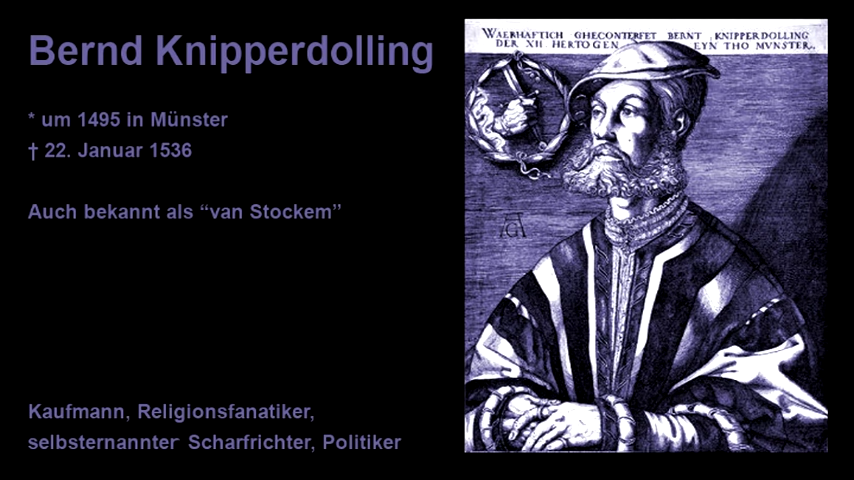 Bernd Knipperdolling
* um 1495 in Münster
† 22. Januar 1536
Auch bekannt als “van Stockem”
Kaufmann, Religionsfanatiker,
selbsternannter Scharfrichter, Politiker
WAERHAFTICH GHECONTERFET BERNT KNIPPERDOLLING
DER XII HERTOGEN EYN THO MVNSTER.
AG